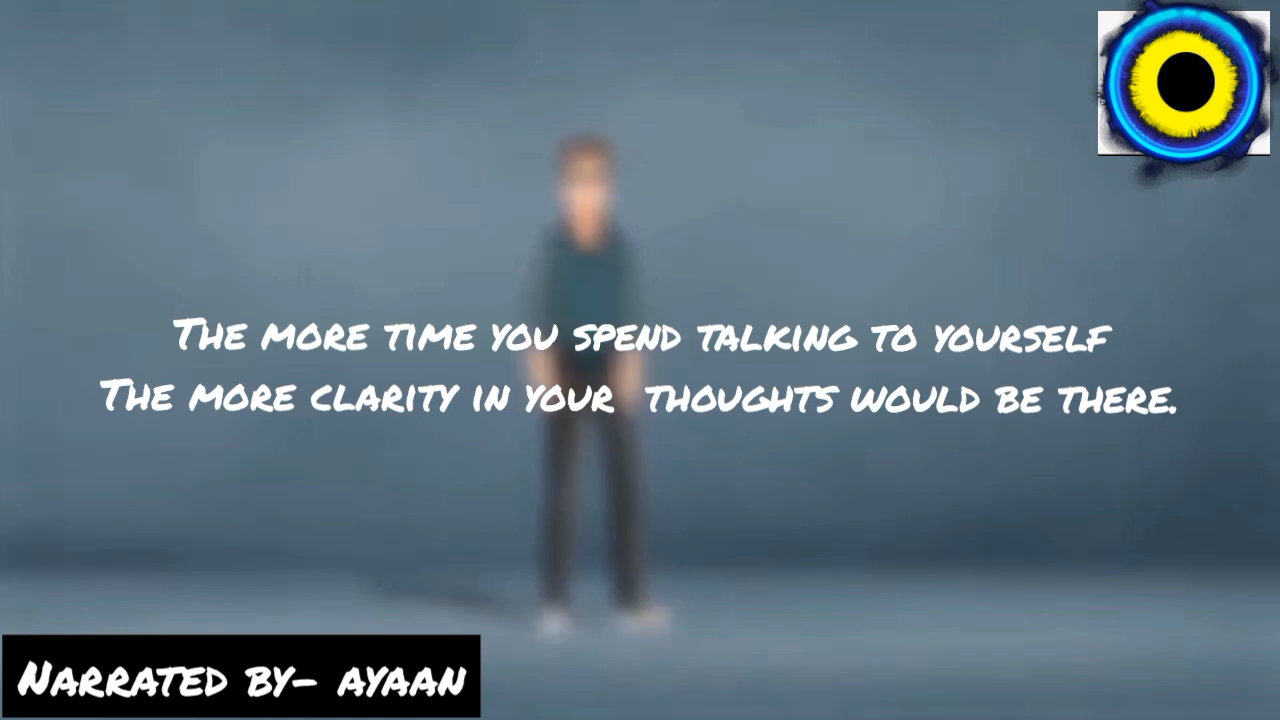 The more time you spend talking to yourself
The more clarity in your thoughts would be there.
Narrated by- ayaan